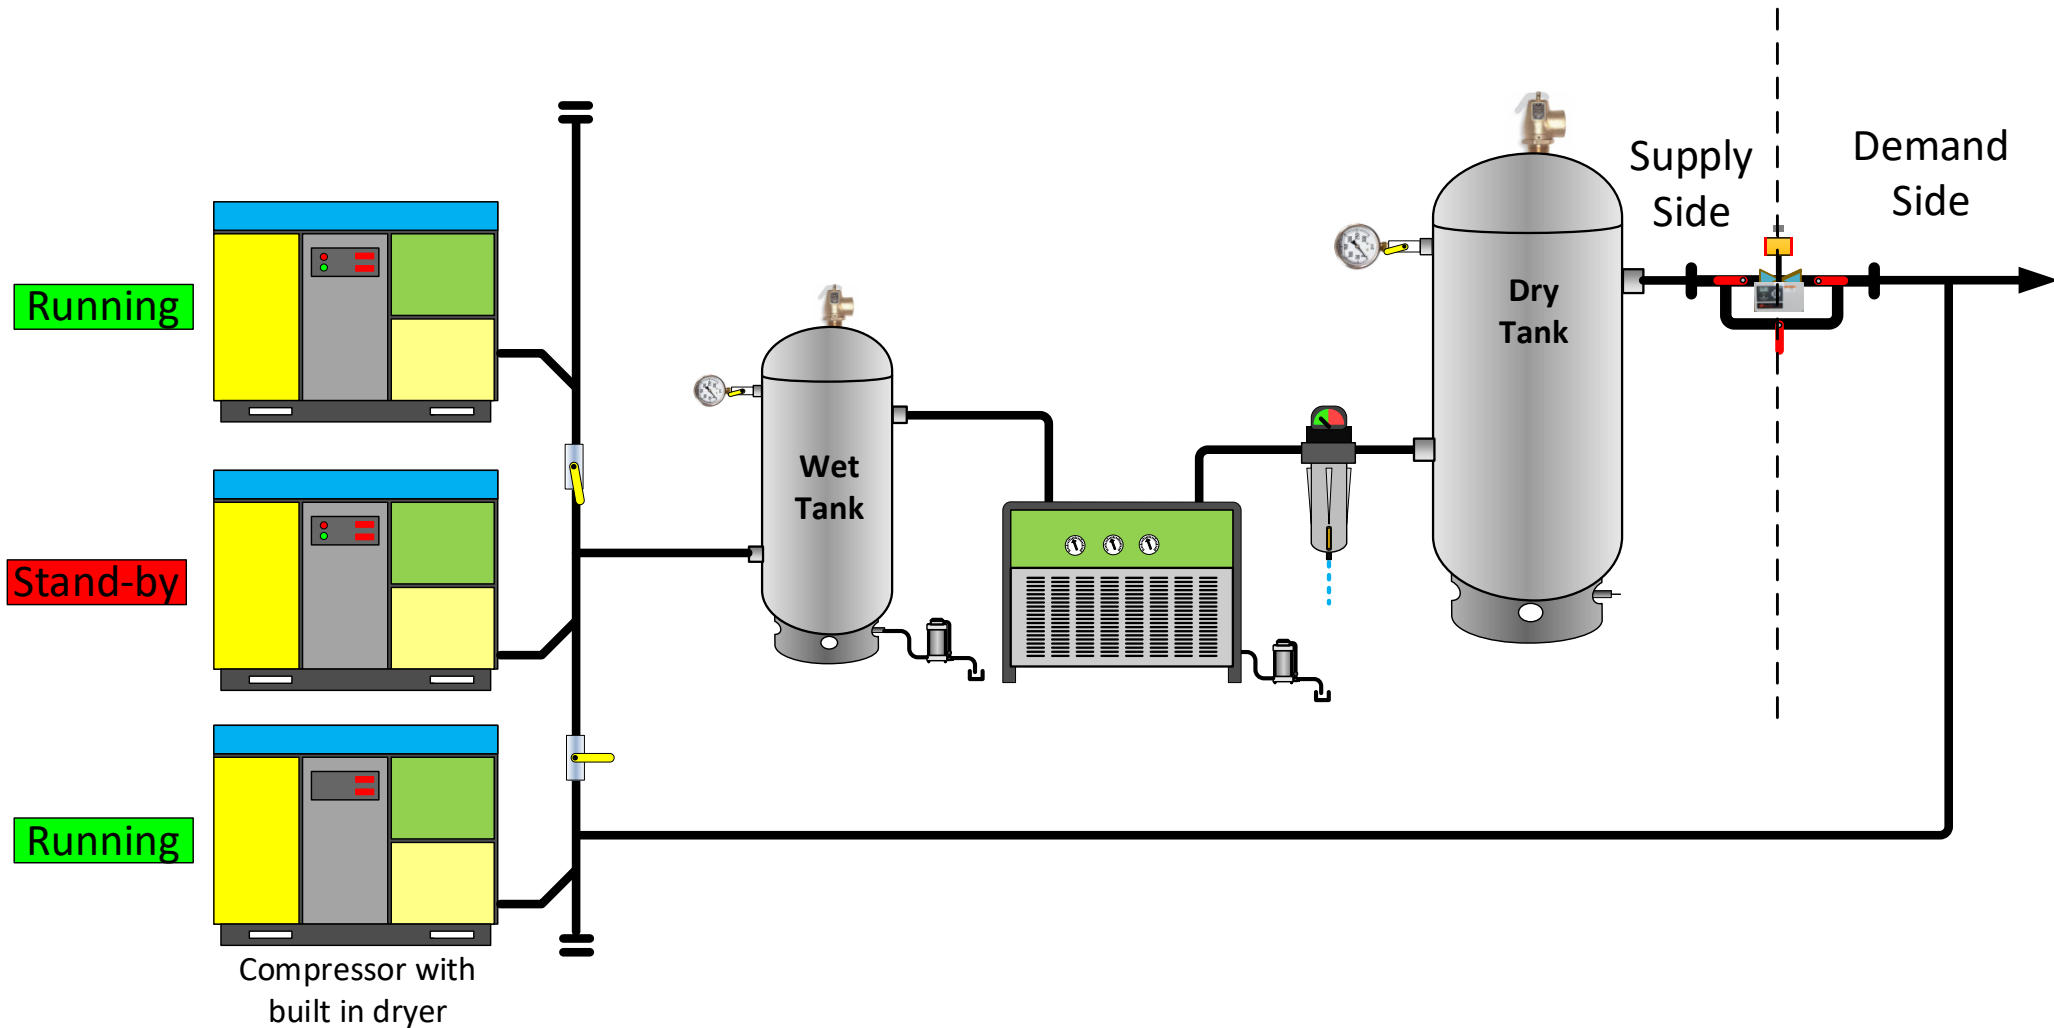 Supply
Side
Demand
Side
Running
Dry
Tank
Wet
Tank
Stand-by
Running
Compressor with
built in dryer